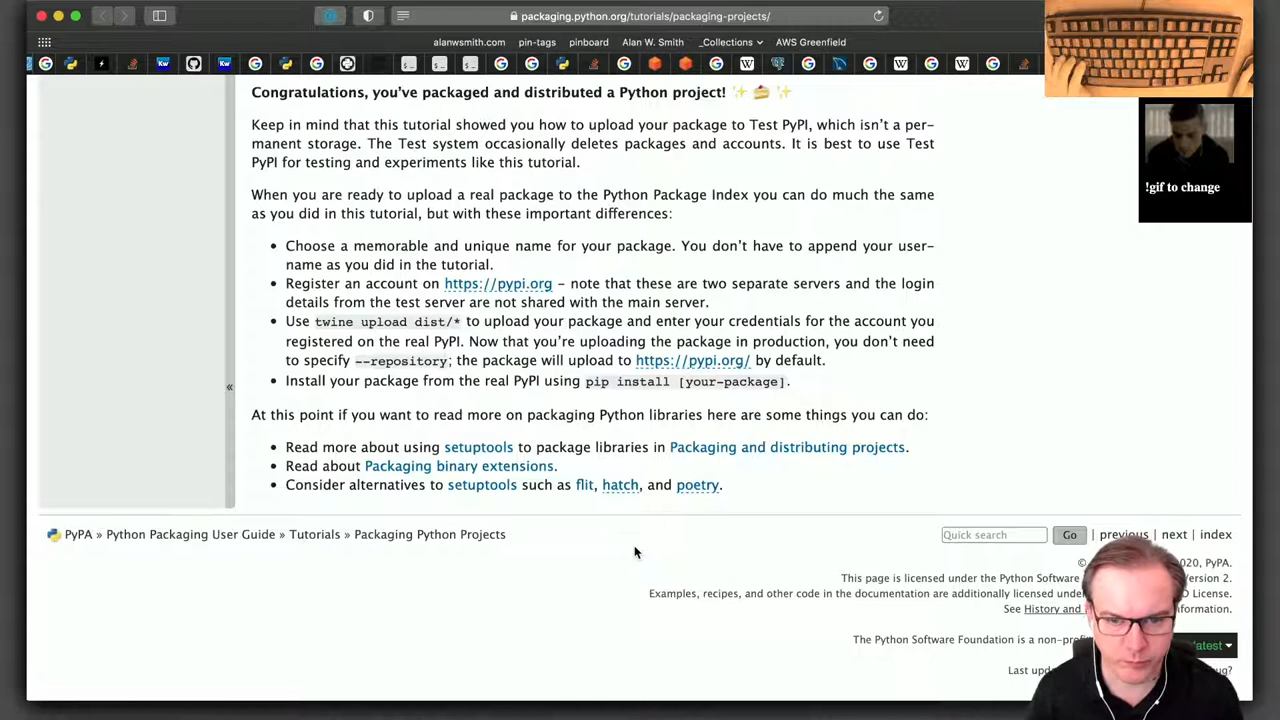 packaging.python.org/tutorials/packaging-projects/
alanwsmith.com pin-tags pinboard Alan W. Smith _Collections AWS Greenfield
!gif to change
Congratulations, you've packaged and distributed a Python project! ✨ 🍰 ✨
Keep in mind that this tutorial showed you how to upload your package to Test PyPI, which isn't a per-
manent storage. The Test system occasionally deletes packages and accounts. It is best to use Test
PyPI for testing and experiments like this tutorial.
When you are ready to upload a real package to the Python Package Index you can do much the same
as you did in this tutorial, but with these important differences:
• Choose a memorable and unique name for your package. You don't have to append your user-
name as you did in the tutorial.
• Register an account on https://pypi.org – note that these are two separate servers and the login
details from the test server are not shared with the main server.
• Use twine upload dist/* to upload your package and enter your credentials for the account you
registered on the real PyPI. Now that you're uploading the package in production, you don't need
to specify --repository; the package will upload to https://pypi.org/ by default.
• Install your package from the real PyPI using pip install [your-package].
«
At this point if you want to read more on packaging Python libraries here are some things you can do:
• Read more about using setuptools to package libraries in Packaging and distributing projects.
• Read about Packaging binary extensions.
• Consider alternatives to setuptools such as flit, hatch, and poetry.
PyPA » Python Packaging User Guide » Tutorials » Packaging Python Projects
Quick search Go | previous | next | index
© 2020, PyPA.
This page is licensed under the Python Software Version 2.
Examples, recipes, and other code in the documentation are additionally licensed License.
See History and
The Python Software Foundation is a
latest
Last